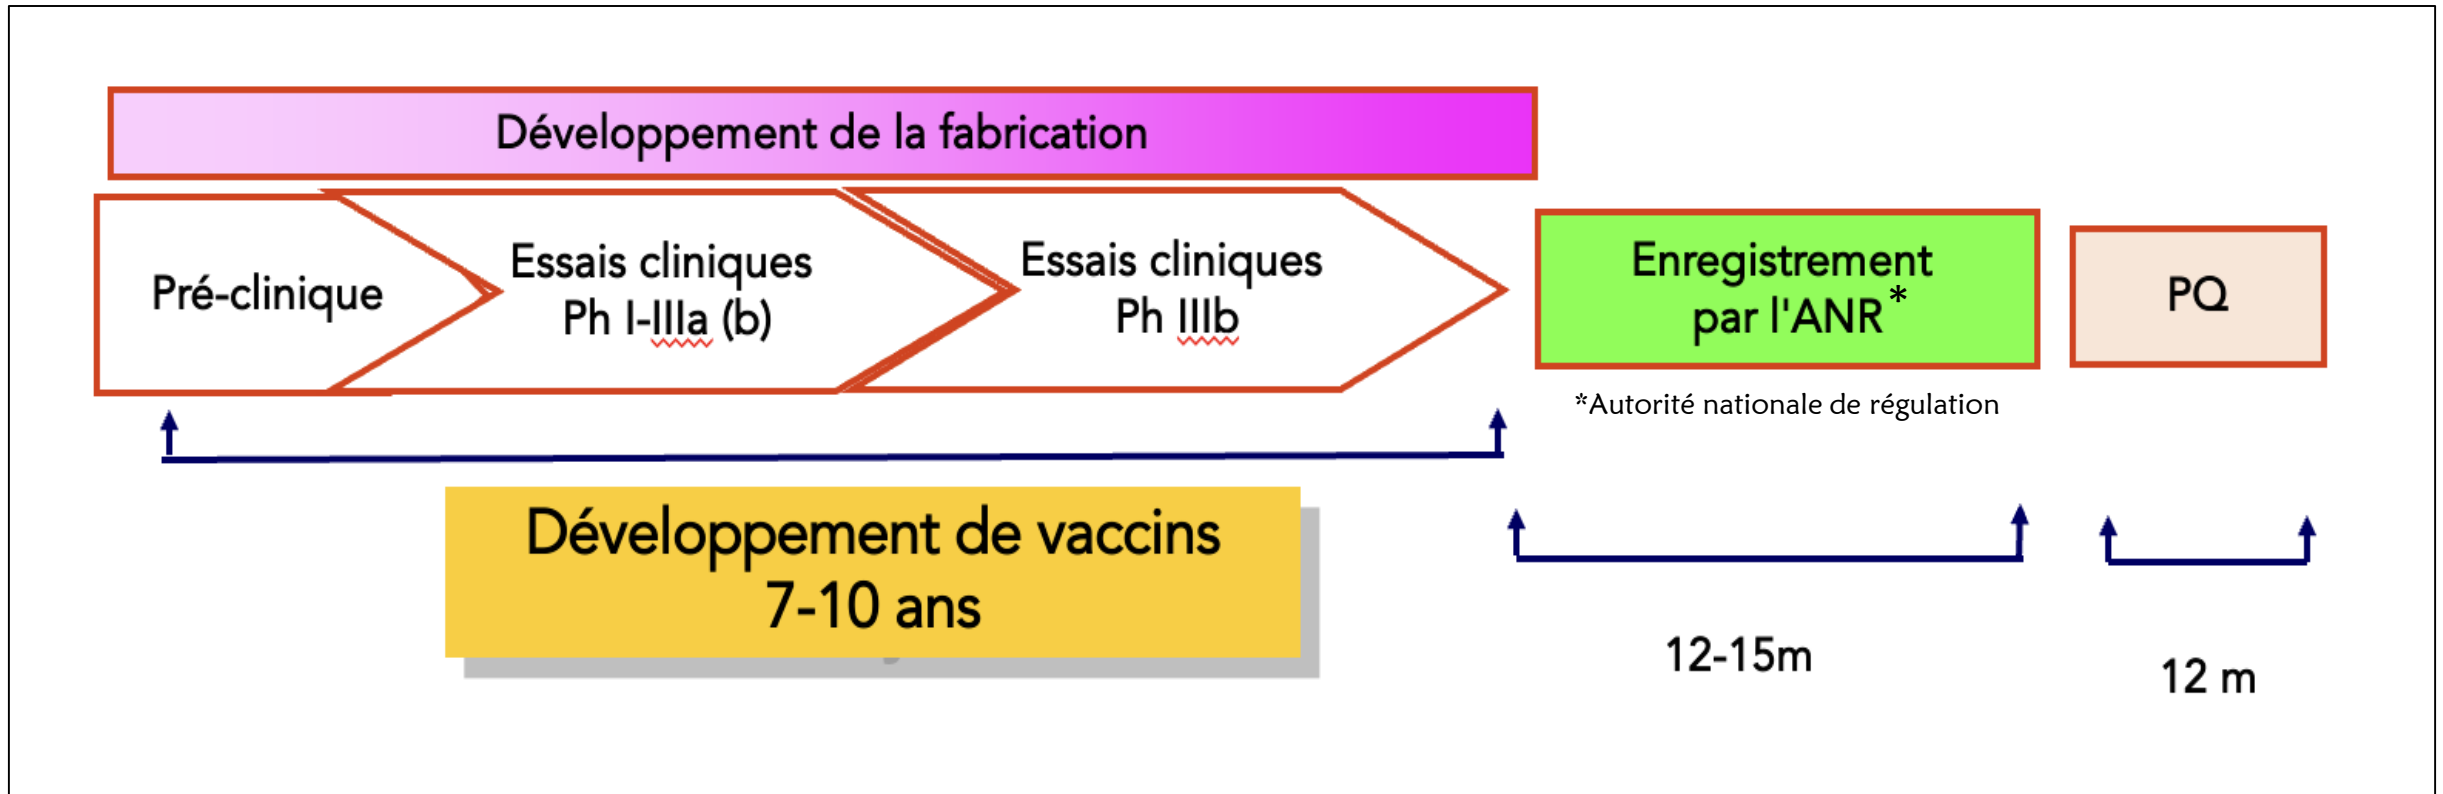 Développement de la fabrication
Pré-clinique
Essais cliniques
Ph I-IIIa (b)
Essais cliniques
Ph IIIb
Enregistrement
par l'ANR*
PQ
*Autorité nationale de régulation
Développement de vaccins
7-10 ans
12-15m
12 m